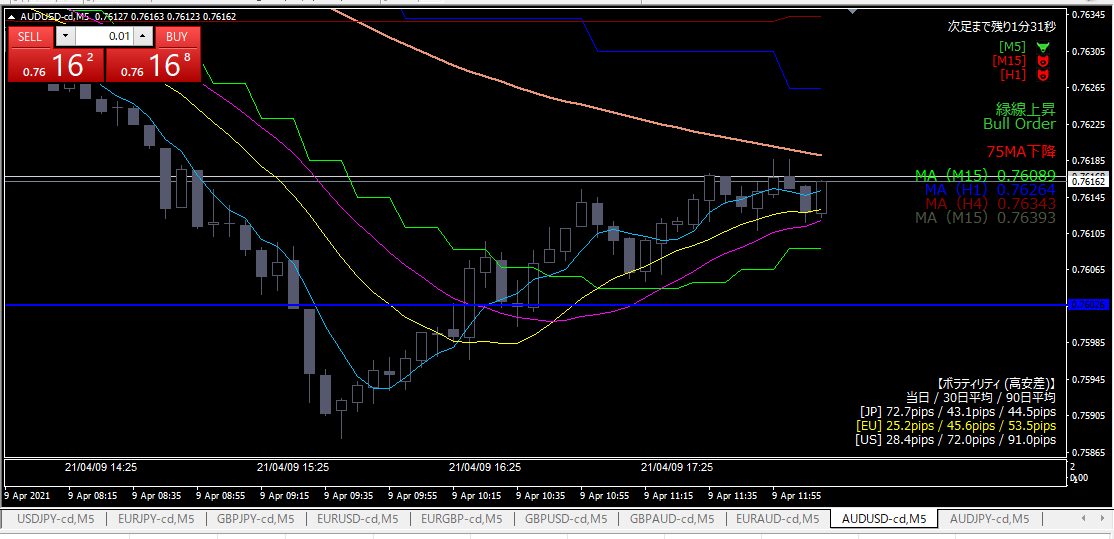 AUDUSD-cd,M5 0.76127 0.76163 0.76123 0.76162
SELL 0.01 BUY
0.76 16 2 0.76 16 8
次足まで残り1分31秒
[M5]
[M15]
[H1]
緑線上昇
Bull Order
75MA下降
MA (M15) 0.76089
MA (H1) 0.76264
MA (H4) 0.76343
MA (M15) 0.76393
0.76345
0.76305
0.76265
0.76225
0.76185
0.76162
0.76145
0.76105
0.76065
0.75985
0.75945
0.75905
0.75865
【ボラティリティ (高安差)】
当日 / 30日平均 / 90日平均
[JP] 72.7pips / 43.1pips / 44.5pips
[EU] 25.2pips / 45.6pips / 53.5pips
[US] 28.4pips / 72.0pips / 91.0pips
21/04/09 14:25 21/04/09 15:25 21/04/09 16:25 21/04/09 17:25
2
0.00
9 Apr 2021 9 Apr 08:15 9 Apr 08:35 9 Apr 08:55 9 Apr 09:15 9 Apr 09:35 9 Apr 09:55 9 Apr 10:15 9 Apr 10:35 9 Apr 10:55 9 Apr 11:15 9 Apr 11:35 9 Apr 11:55
USDJPY-cd,M5 EURJPY-cd,M5 GBPJPY-cd,M5 EURUSD-cd,M5 EURGBP-cd,M5 GBPUSD-cd,M5 GBPAUD-cd,M5 EURAUD-cd,M5 AUDUSD-cd,M5 AUDJPY-cd,M5